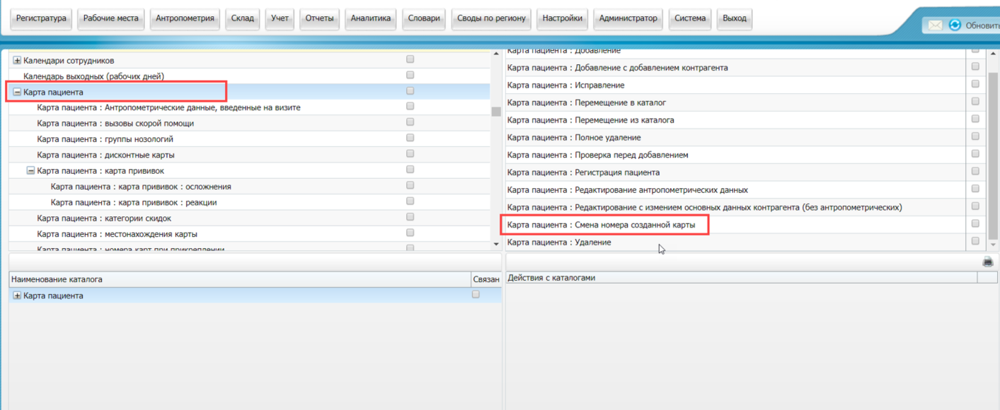 Регистратура Рабочие места Антропометрия Склад Учет Отчеты Аналитика Словари Своды по региону Настройки Администратор Система Выход
Обновить
Календари сотрудников
Календарь выходных (рабочих дней)
Карта пациента
Карта пациента : Антропометрические данные, введенные на визите
Карта пациента : вызовы скорой помощи
Карта пациента : группы нозологий
Карта пациента : дисконтные карты
Карта пациента : карта прививок
Карта пациента : карта прививок : осложнения
Карта пациента : карта прививок : реакции
Карта пациента : категории скидок
Карта пациента : местонахождения карты
Карта пациента : номера карт при прикреплении
Карта пациента : Добавление
Карта пациента : Добавление с добавлением контрагента
Карта пациента : Исправление
Карта пациента : Перемещение в каталог
Карта пациента : Перемещение из каталога
Карта пациента : Полное удаление
Карта пациента : Проверка перед добавлением
Карта пациента : Регистрация пациента
Карта пациента : Редактирование антропометрических данных
Карта пациента : Редактирование с измением основных данных контрагента (без антропометрических)
Карта пациента : Смена номера созданной карты
Карта пациента : Удаление
Наименование каталога Связан
Карта пациента
Действия с каталогами